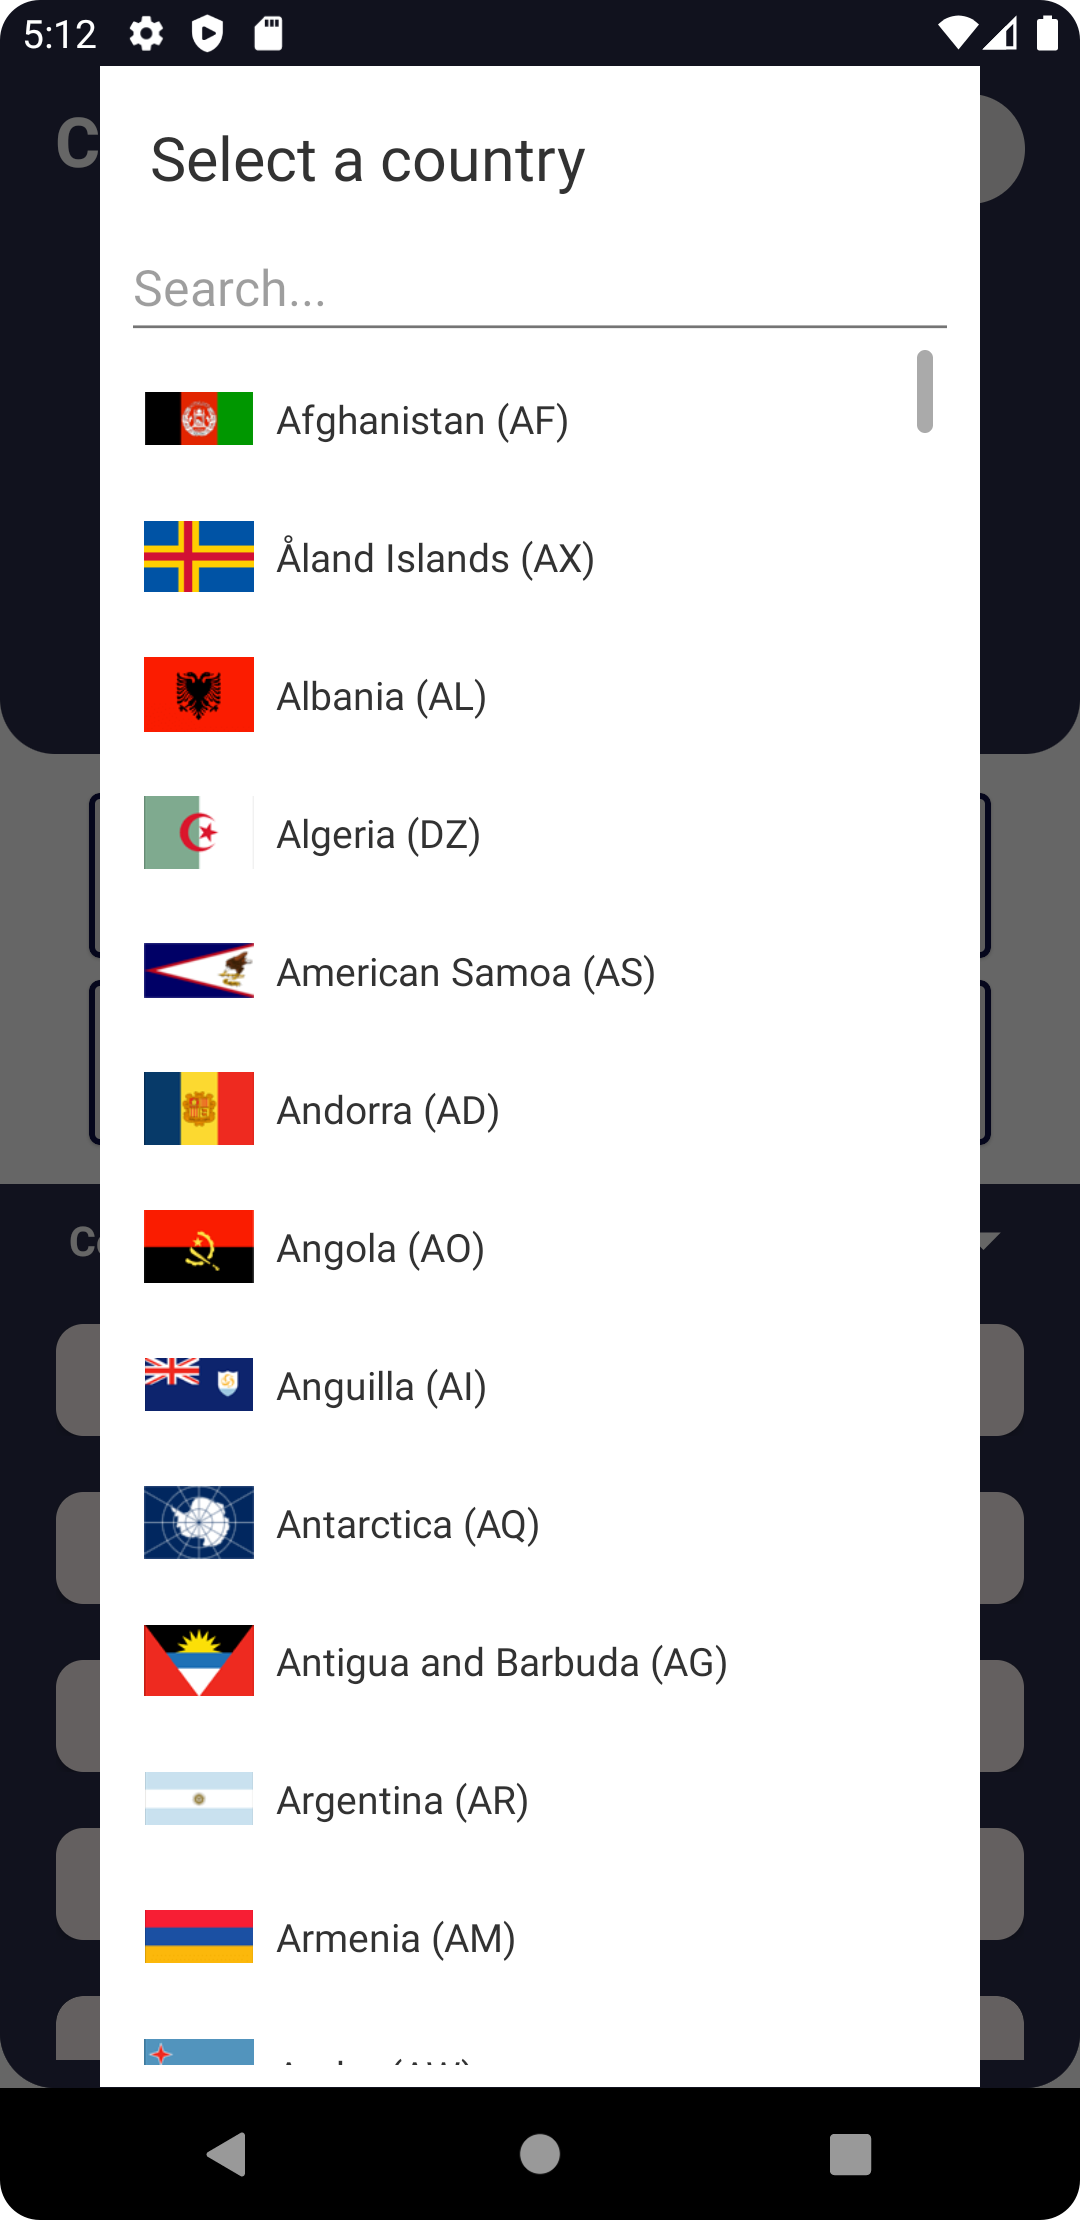 5:12
C
Select a country
Search...
Afghanistan (AF)
Åland Islands (AX)
Albania (AL)
Algeria (DZ)
American Samoa (AS)
Andorra (AD)
Angola (AO)
Anguilla (AI)
Antarctica (AQ)
Antigua and Barbuda (AG)
Argentina (AR)
Armenia (AM)